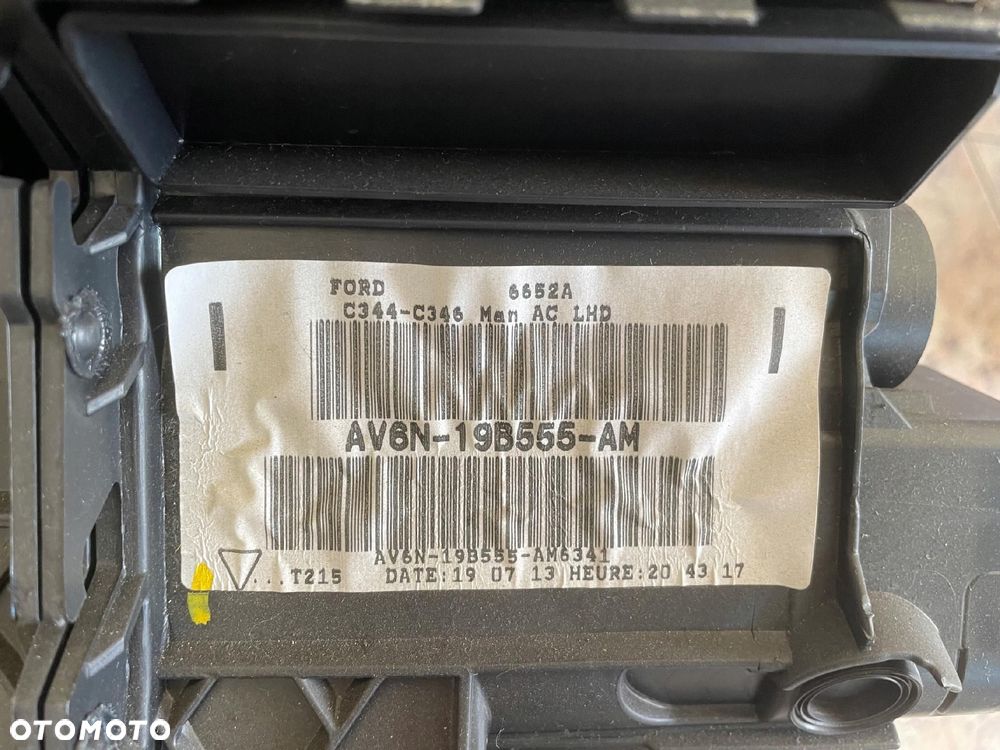 FORD 6652A
C344-C346 Man AC LHD
AV6N-19B555-AM
AV6N-19B555-AM6341
...T215 DATE:19 07 13 HEURE:20 43 17
OTOMOTO